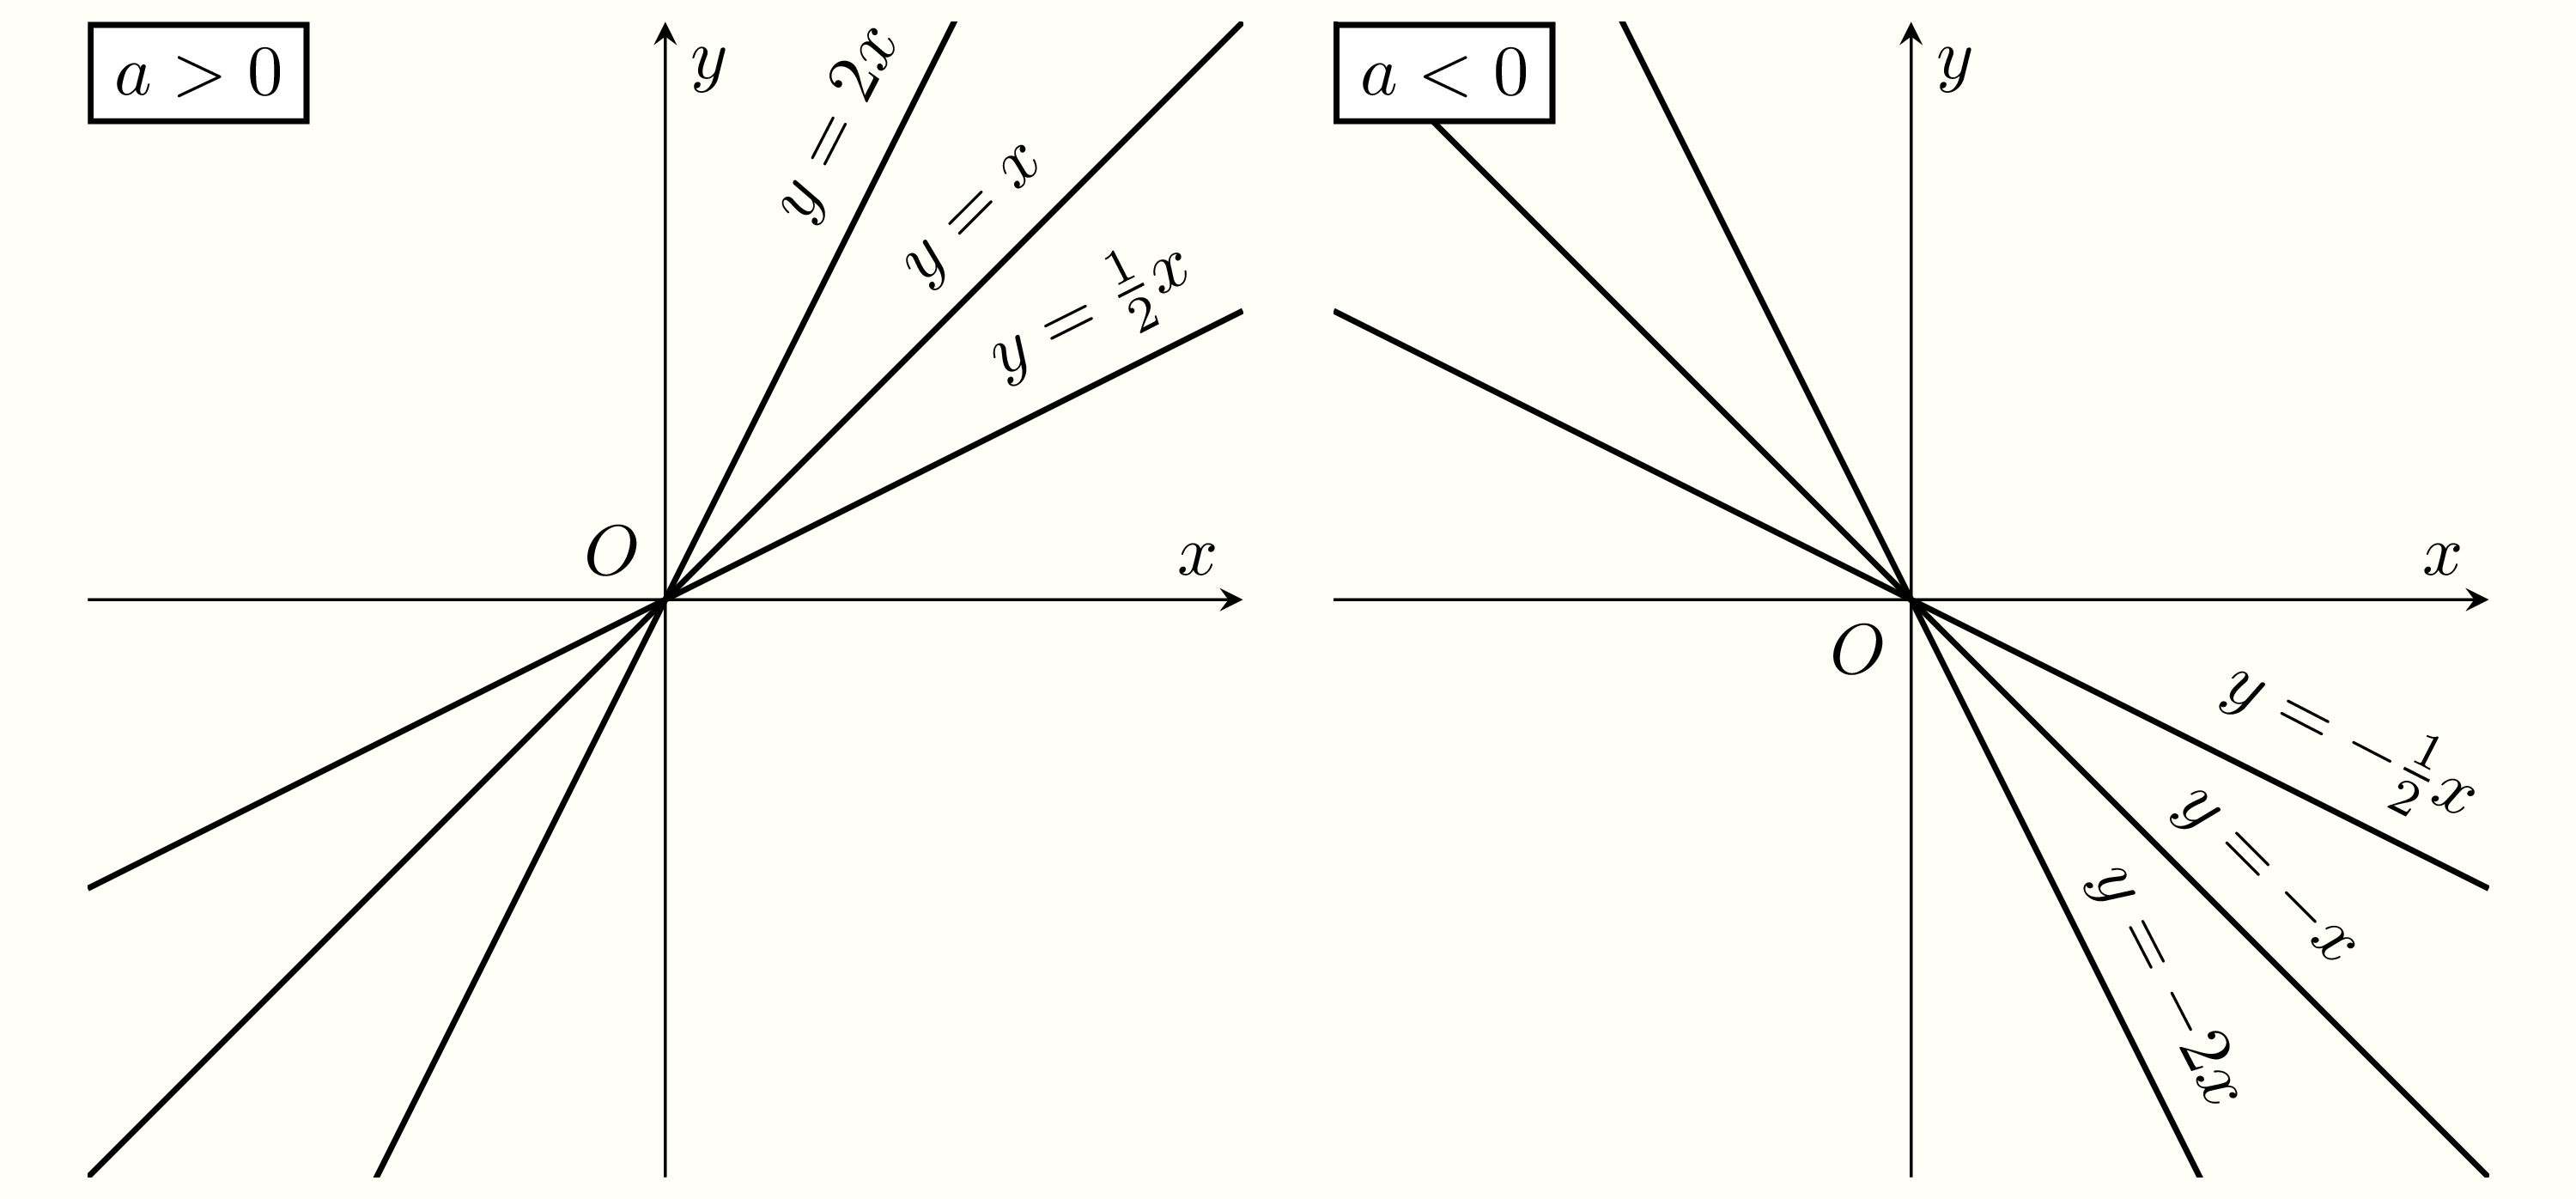 a > 0
y
y = 2x
y = x
y = \frac{1}{2}x
O
x
a < 0
y
x
O
y = -\frac{1}{2}x
y = -x
y = -2x